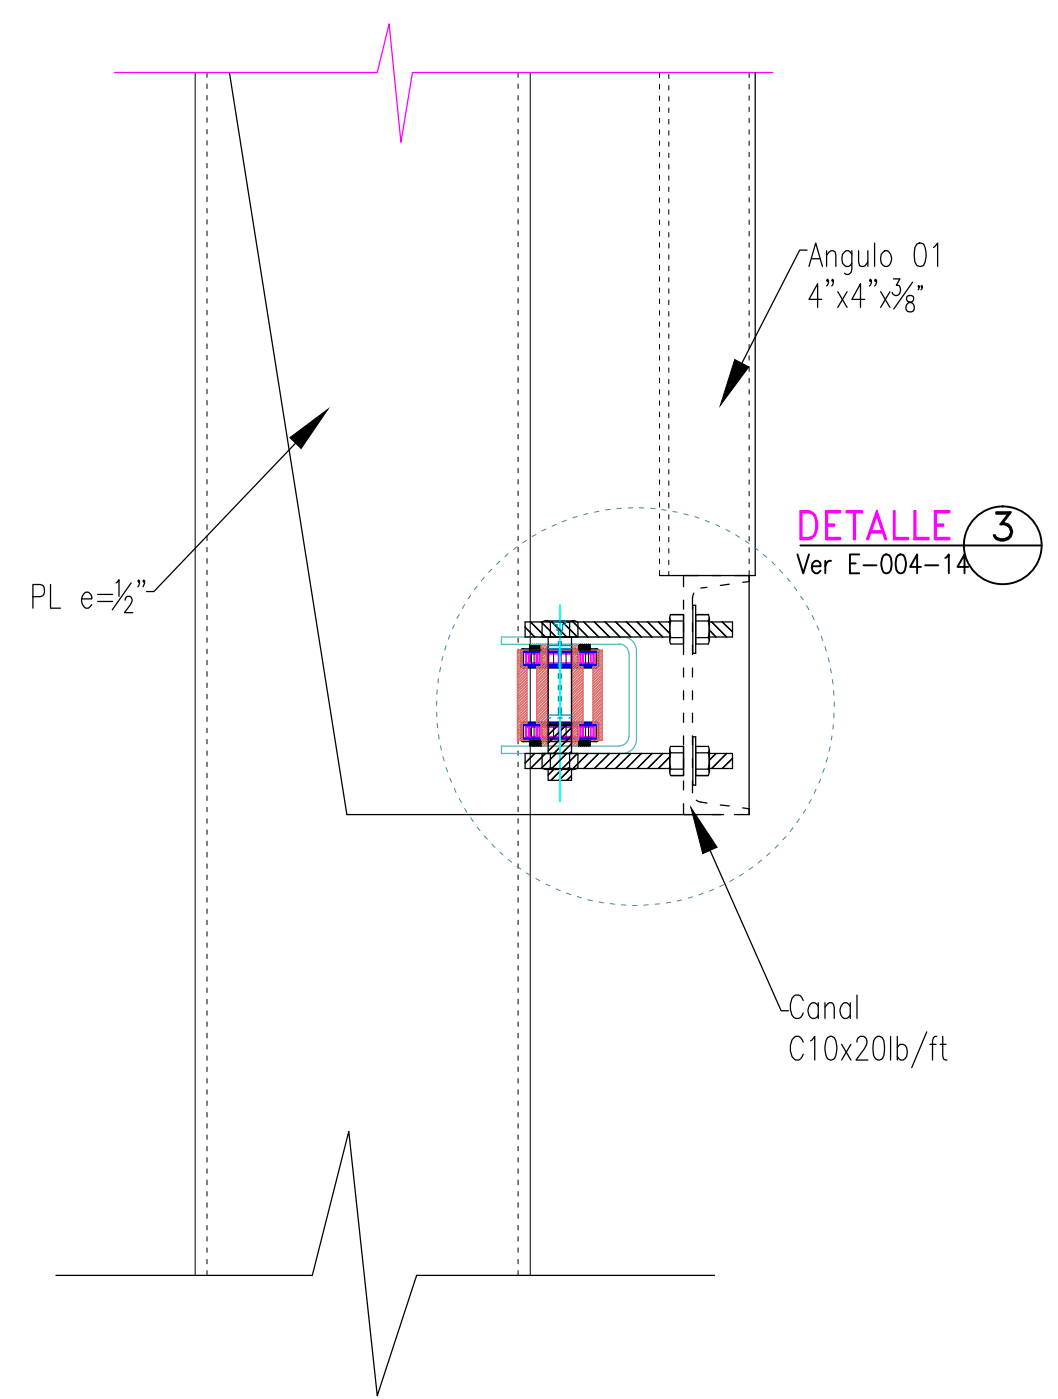 Angulo 01
4”x4”x3/8”
DETALLE 3
Ver E-004-14
PL e=1/2”
Canal
C10x20lb/ft